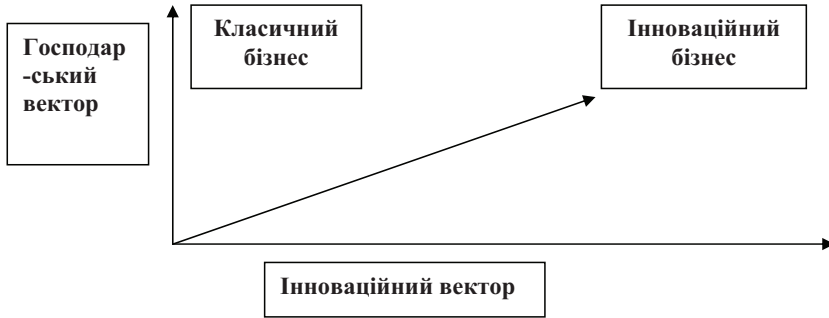 Господар
-ський
вектор
Класичний
бізнес
Інноваційний
бізнес
Інноваційний вектор